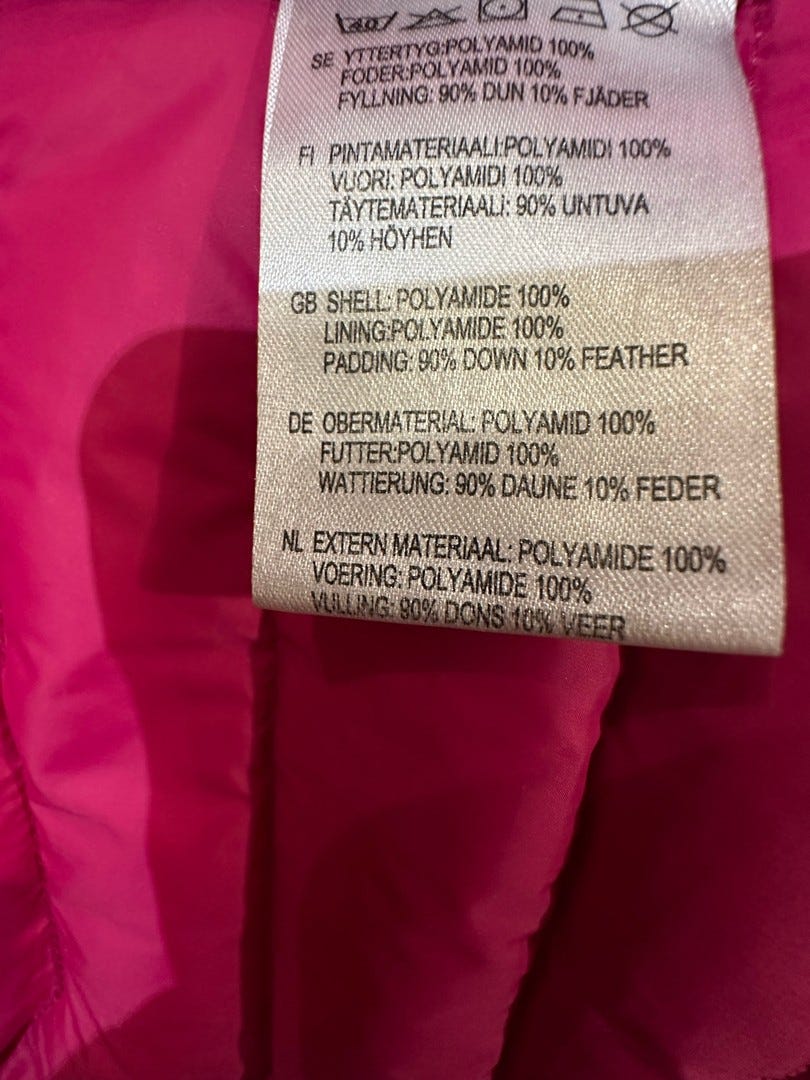 40
SE YTTERTYG:POLYAMID 100%
FODER:POLYAMID 100%
FYLLNING: 90% DUN 10% FJÄDER
FI PINTAMATERIAALI:POLYAMIDI 100%
VUORI: POLYAMIDI 100%
TÄYTEMATERIAALI: 90% UNTUVA
10% HÖYHEN
GB SHELL: POLYAMIDE 100%
LINING:POLYAMIDE 100%
PADDING: 90% DOWN 10% FEATHER
DE OBERMATERIAL: POLYAMID 100%
FUTTER:POLYAMID 100%
WATTIERUNG: 90% DAUNE 10% FEDER
NL EXTERN MATERIAAL: POLYAMIDE 100%
VOERING: POLYAMIDE 100%
VULLING: 90% DONS 10% VEER